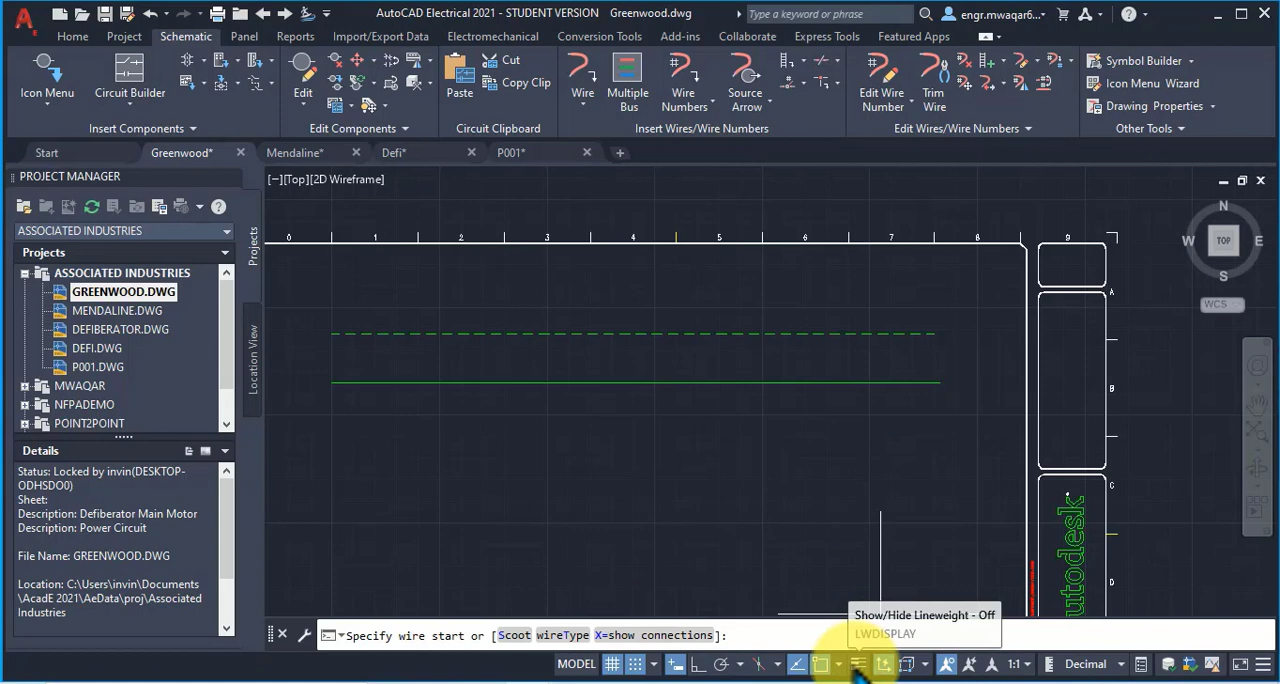 AutoCAD Electrical 2021 - STUDENT VERSION Greenwood.dwg
Type a keyword or phrase
engr.mwaqar6...
Home Project Schematic Panel Reports Import/Export Data Electromechanical Conversion Tools Add-ins Collaborate Express Tools Featured Apps
Icon Menu
Circuit Builder
Insert Components
Edit
Edit Components
Paste
Cut
Copy Clip
Circuit Clipboard
Wire
Multiple
Bus
Wire
Numbers
Source
Arrow
Insert Wires/Wire Numbers
Edit Wire
Number
Trim
Wire
Edit Wires/Wire Numbers
Symbol Builder
Icon Menu Wizard
Drawing Properties
Other Tools
Start Greenwood* Mendaline* Defi* P001*
PROJECT MANAGER
ASSOCIATED INDUSTRIES
Projects
ASSOCIATED INDUSTRIES
GREENWOOD.DWG
MENDALINE.DWG
DEFIBERATOR.DWG
DEFI.DWG
P001.DWG
MWAQAR
NFPADEMO
POINT2POINT
Details
Status: Locked by invin(DESKTOP-
ODHSDO0)
Sheet:
Description: Defiberator Main Motor
Description: Power Circuit
File Name: GREENWOOD.DWG
Location: C:\Users\invin\Documents
\AcadE 2021\AeData\proj\Associated
Industries
Projects
Location View
[−][Top][2D Wireframe]
0 1 2 3 4 5 6 7 8 9
A
B
C
D
utodesk
N
W TOP E
S
WCS
Show/Hide Lineweight - Off
LWDISPLAY
Specify wire start or [Scoot wireType X=show connections]:
MODEL 1:1 Decimal